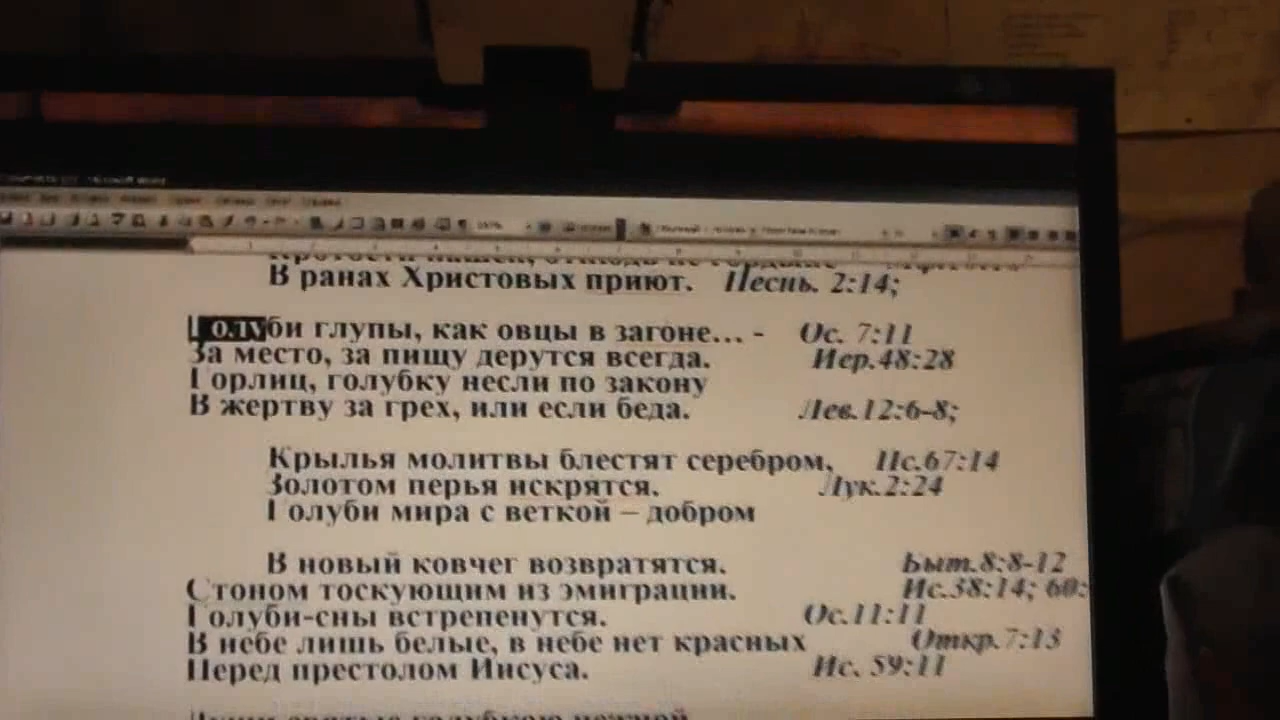 В ранах Христовых приют. Песнь. 2:14;
Голуби глупы, как овцы в загоне... - Ос. 7:11
За место, за пищу дерутся всегда. Иер.48:28
Горлиц, голубку несли по закону
В жертву за грех, или если беда. Лев.12:6-8;
Крылья молитвы блестят серебром, Пс.67:14
Золотом перья искрятся. Лук.2:24
Голуби мира с веткой – добром
В новый ковчег возвратятся. Быт.8:8-12
Стоном тоскующим из эмиграции. Ис.38:14; 60:
Голуби-сны встрепенутся. Ос.11:11
В небе лишь белые, в небе нет красных Откр.7:13
Перед престолом Иисуса. Ис. 59:11